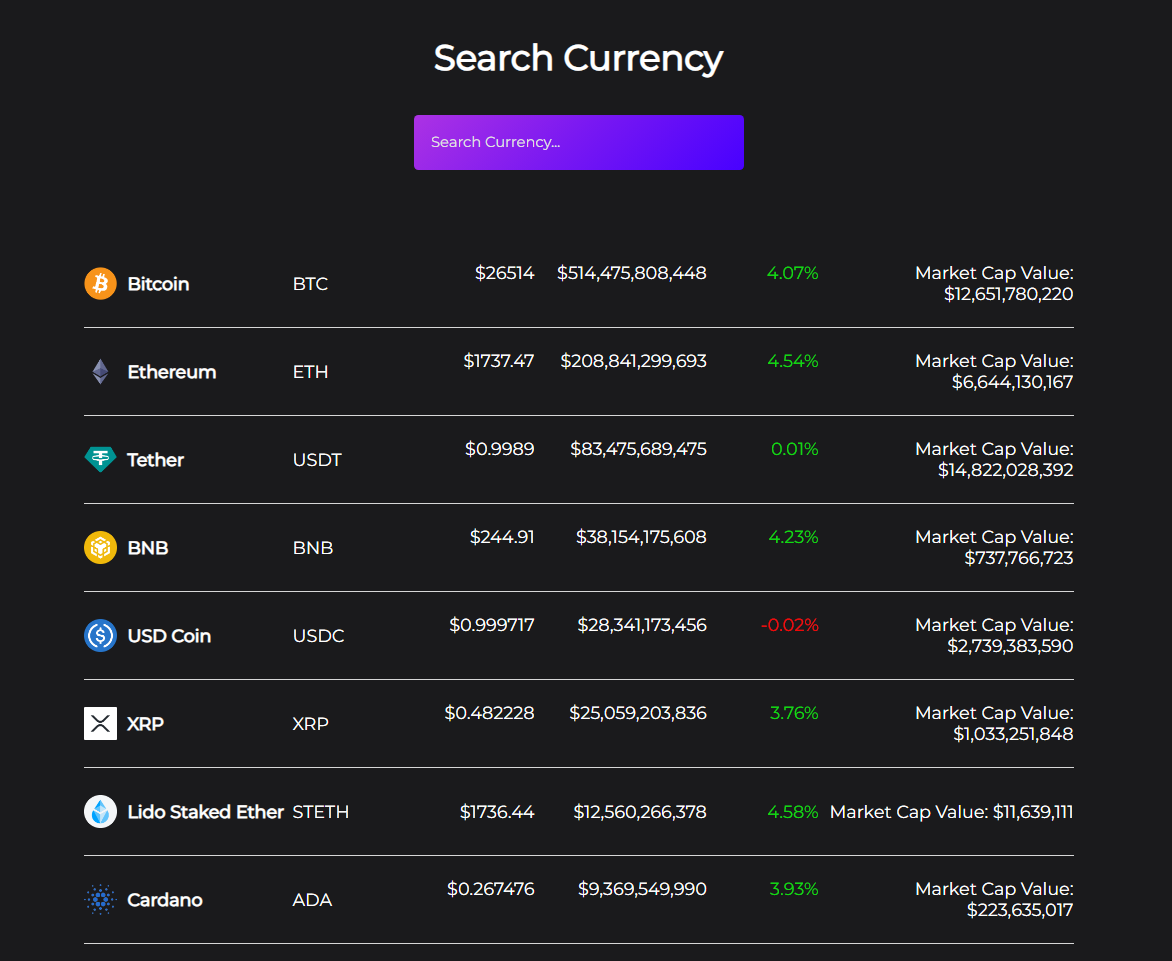 Search Currency
Search Currency...
Bitcoin BTC $26514 $514,475,808,448 4.07% Market Cap Value:
$12,651,780,220
Ethereum ETH $1737.47 $208,841,299,693 4.54% Market Cap Value:
$6,644,130,167
Tether USDT $0.9989 $83,475,689,475 0.01% Market Cap Value:
$14,822,028,392
BNB BNB $244.91 $38,154,175,608 4.23% Market Cap Value:
$737,766,723
USD Coin USDC $0.999717 $28,341,173,456 -0.02% Market Cap Value:
$2,739,383,590
XRP XRP $0.482228 $25,059,203,836 3.76% Market Cap Value:
$1,033,251,848
Lido Staked Ether STETH $1736.44 $12,560,266,378 4.58% Market Cap Value: $11,639,111
Cardano ADA $0.267476 $9,369,549,990 3.93% Market Cap Value:
$223,635,017